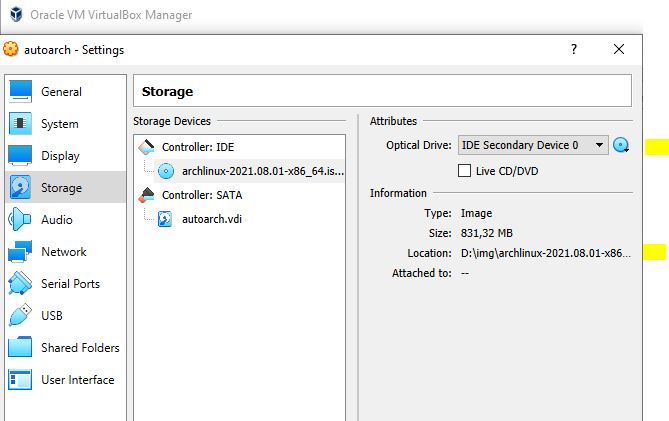 Oracle VM VirtualBox Manager
autoarch - Settings
?
General
System
Display
Storage
Audio
Network
Serial Ports
USB
Shared Folders
User Interface
Storage
Storage Devices
Controller: IDE
archlinux-2021.08.01-x86_64.is...
Controller: SATA
autoarch.vdi
Attributes
Optical Drive: IDE Secondary Device 0
Live CD/DVD
Information
Type: Image
Size: 831,32 MB
Location: D:\img\archlinux-2021.08.01-x86...
Attached to: --